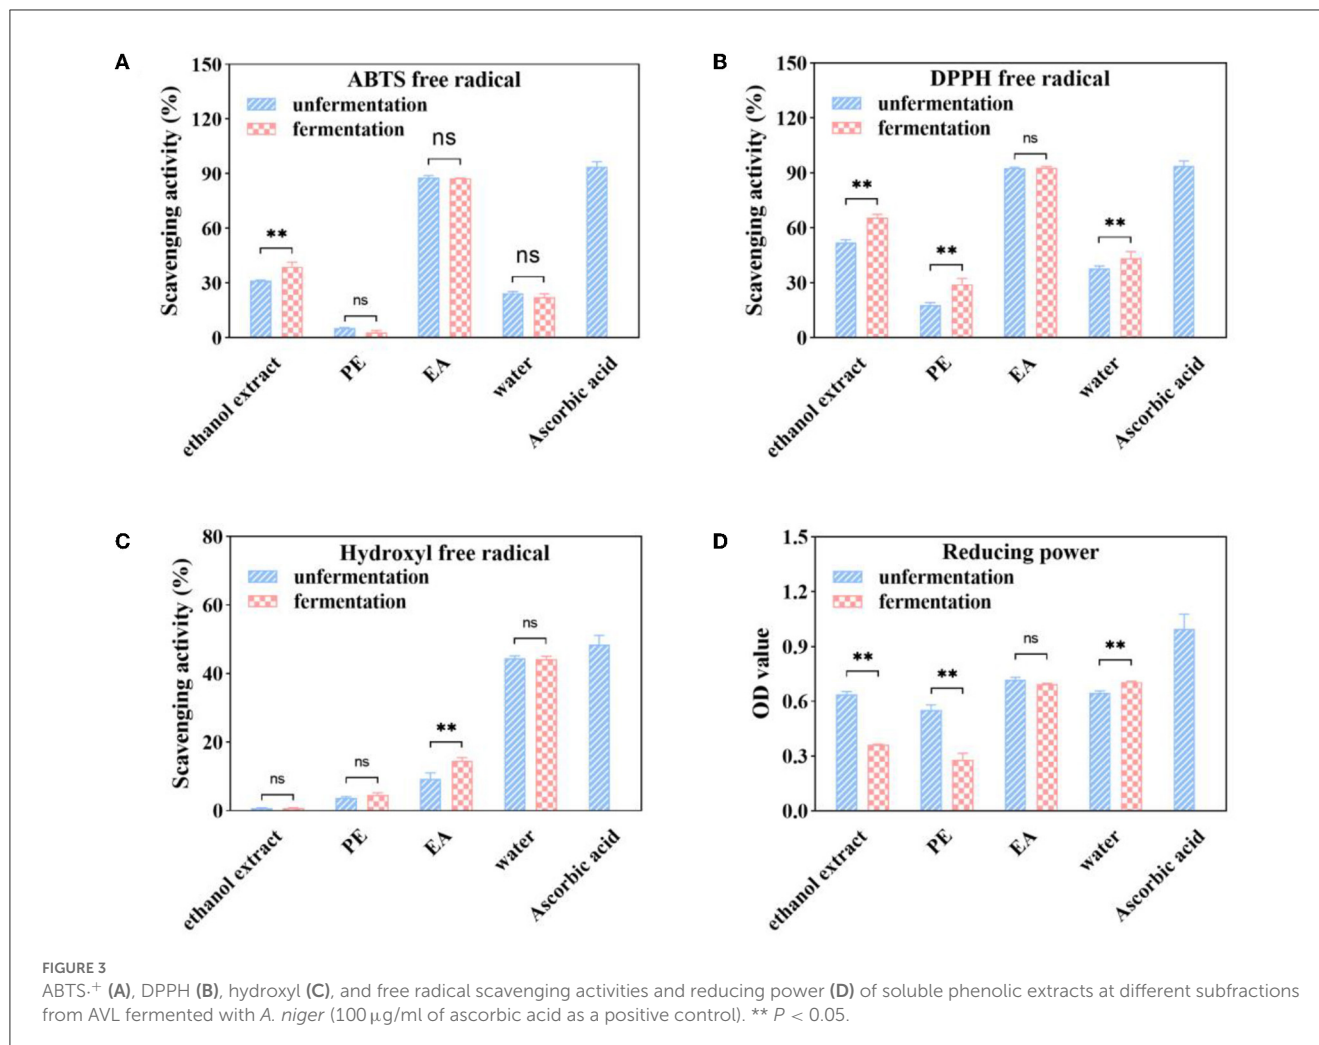 A
ABTS free radical
unfermentation
fermentation
Scavenging activity (%)
150
120
90
60
30
0
**
ns
ns
ns
ethanol extract
PE
EA
water
Ascorbic acid
B
DPPH free radical
unfermentation
fermentation
Scavenging activity (%)
150
120
90
60
30
0
**
**
ns
**
ethanol extract
PE
EA
water
Ascorbic acid
C
Hydroxyl free radical
unfermentation
fermentation
Scavenging activity (%)
80
60
40
20
0
ns
ns
**
ns
ethanol extract
PE
EA
water
Ascorbic acid
D
Reducing power
unfermentation
fermentation
OD value
1.5
1.2
0.9
0.6
0.3
0.0
**
**
ns
**
ethanol extract
PE
EA
water
Ascorbic acid
FIGURE 3
ABTS·+ (A), DPPH (B), hydroxyl (C), and free radical scavenging activities and reducing power (D) of soluble phenolic extracts at different subfractions
from AVL fermented with A. niger (100 μg/ml of ascorbic acid as a positive control). ** P < 0.05.